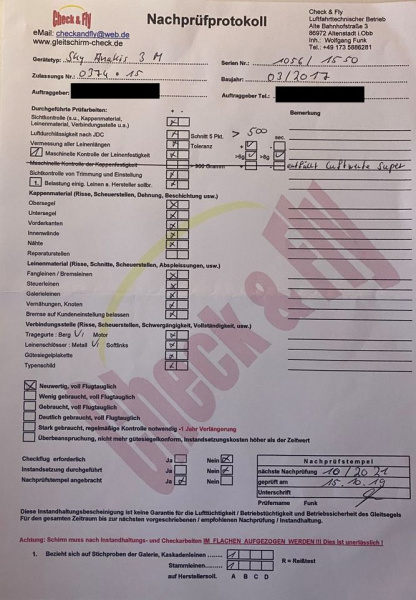 Check & Fly
Nachprüfprotokoll
eMail: checkandfly@web.de
www.gleitschirm-check.de
Check & Fly
Luftfahrttechnischer Betrieb
Alte Bahnhofstraße 3
86972 Altenstadt i.Obb
Inh.: Wolfgang Funk
Tel.: +49 173 5886281
Gerätetyp: Sky Anakis 3 M Serien Nr.: 1056/1550
Zulassungs Nr.: 0374.15 Baujahr: 03/2017
Auftraggeber: Auftraggeber Tel.:
Durchgeführte Prüfarbeiten: + - Bemerkung
Sichtkontrolle (s.u., Kappenmaterial,
Leinenmaterial, Verbindungsteile u.a.) x
Luftdurchlässigkeit nach JDC x Schnitt 5 Pkt. > 500 sec.
Vermessung aller Leinenlängen x Toleranz + -
1 Maschinelle Kontrolle der Leinenfestigkeit x >8g >8g
Maschinelle Kontrolle der Kappenfestigkeit 500 Gramm + - entfällt Luftwerte Super
Sichtkontrolle von Trimmung und Einstellung x
1. Belastung einig. Leinen a. Hersteller sollbr. x
Kappenmaterial (Risse, Scheuerstellen, Dehnung, Beschichtung usw.)
Obersegel x
Untersegel x
Vorderkanten x
Innenwände x
Nähte x
Reparaturstellen
Leinenmaterial (Risse, Schnitte, Scheuerstellen, Abspleissungen, usw.)
Fangleinen / Bremsleinen x
Steuerleinen x
Galerieleinen x
Vernähungen, Knoten x
Bremse auf Kundeneinstellung belassen x
Verbindungsstelle (Risse, Scheuerstellen, Schwergängigkeit, Vollständigkeit, usw.)
Tragegurte : Berg Motor x
Leinenschlösser : Metall Softlinks x
Gütesiegelplakette x
Typenschild x
x Neuwertig, voll Flugtauglich
Wenig gebraucht, voll Flugtauglich
Gebraucht, voll Flugtauglich
Deutlich gebraucht, voll Flugtauglich
Stark gebraucht, regelmäßige Kontrolle notwendig -1 Jahr Verlängerung
Überbeanspruchung, nicht mehr gütesiegelkonform, Instandsetzungskosten höher als der Zeitwert
Checkflug erforderlich Ja Nein x
Instandsetzung durchgeführt Ja Nein x
Nachprüfstempel angebracht Ja x Nein
Nachprüfstempel
nächste Nachprüfung 10/2021
geprüft am 15.10.19
Unterschrift
Prüfername Funk
Diese Instandhaltungsbescheinigung ist keine Garantie für die Lufttüchtigkeit / Betriebstüchtigkeit und Betriebssicherheit des Gleitsegels
Für den gesamten Zeitraum bis zur nächsten vorgeschriebenen / empfohlenen Nachprüfung / Instandhaltung.
Achtung: Schirm muss nach Instandhaltungs- und Checkarbeiten IM FLACHEN AUFGEZOGEN WERDEN !!! Dies ist unerlässlich !
1. Bezieht sich auf Stichproben der Galerie, Kaskadenleinen 1 R = Reißtest
Stammleinen 1
auf Herstellersoll. A B C D
Check & Fly